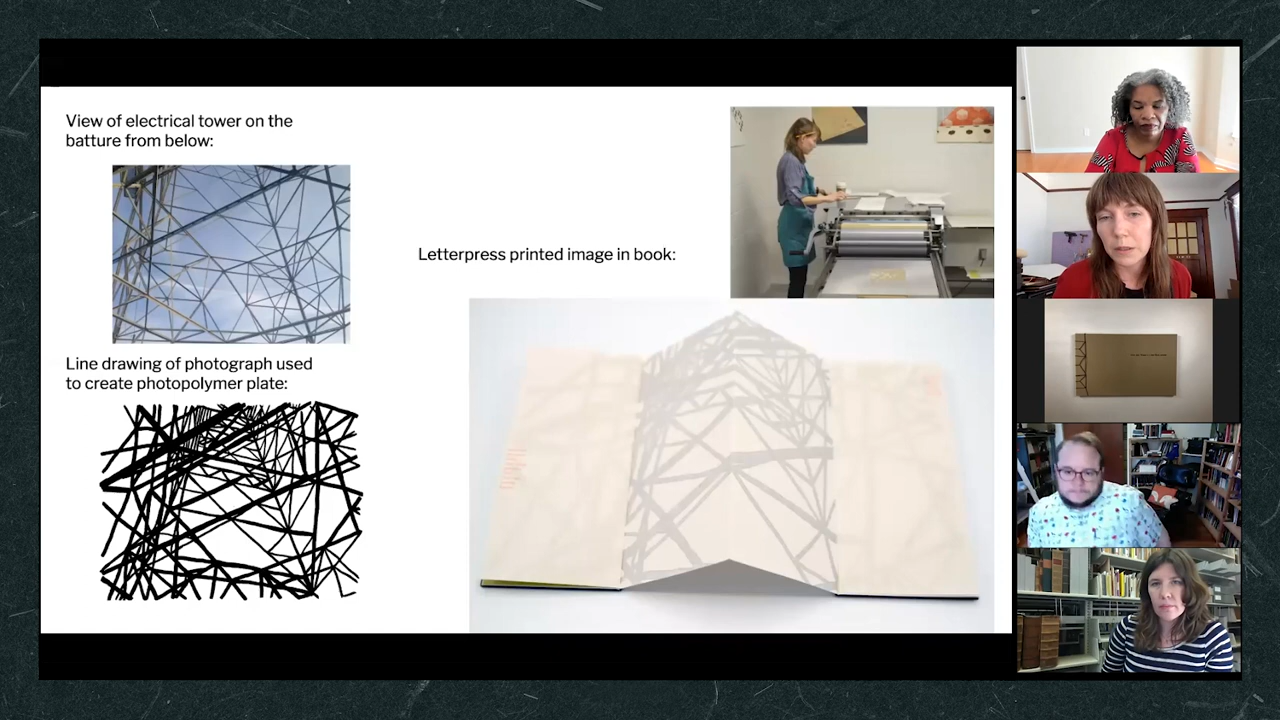 View of electrical tower on the
batture from below:
Letterpress printed image in book:
Line drawing of photograph used
to create photopolymer plate: